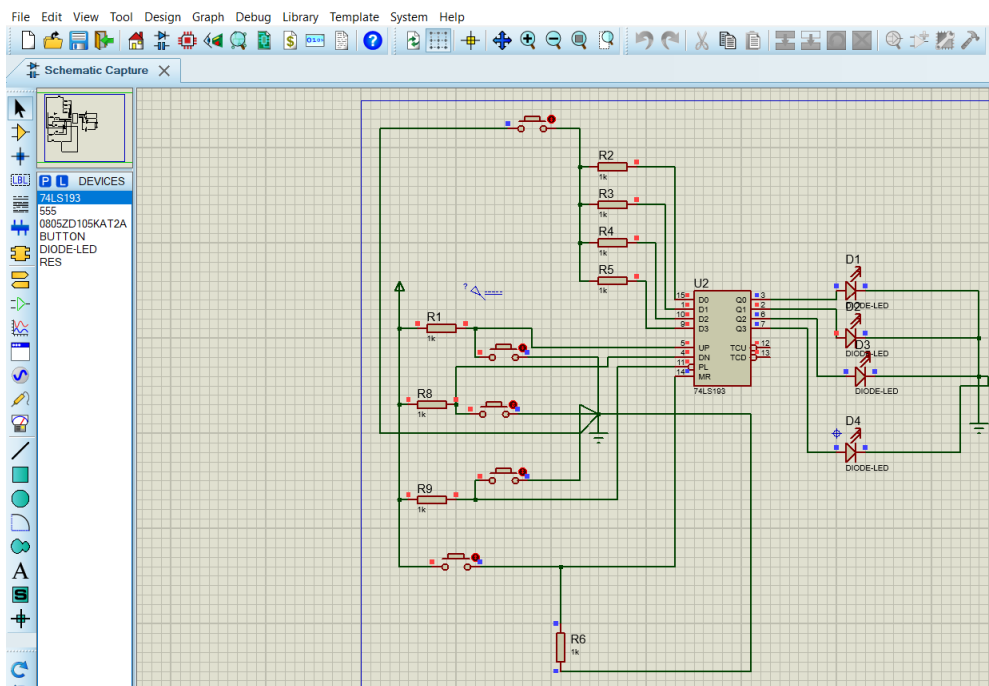 File Edit View Tool Design Graph Debug Library Template System Help
Schematic Capture
LBL
P L DEVICES
74LS193
555
0805ZD105KAT2A
BUTTON
DIODE-LED
RES
A
S
R2
1k
R3
1k
R4
1k
R5
1k
?
R1
1k
R8
1k
R9
1k
R6
1k
U2
15 D0 Q0 3
1 D1 Q1 2
10 D2 Q2 6
9 D3 Q3 7
5 UP TCU 12
4 DN TCD 13
11 PL
14 MR
74LS193
D1
DIODE-LED
D2
DIODE-LED
D3
DIODE-LED
D4
DIODE-LED